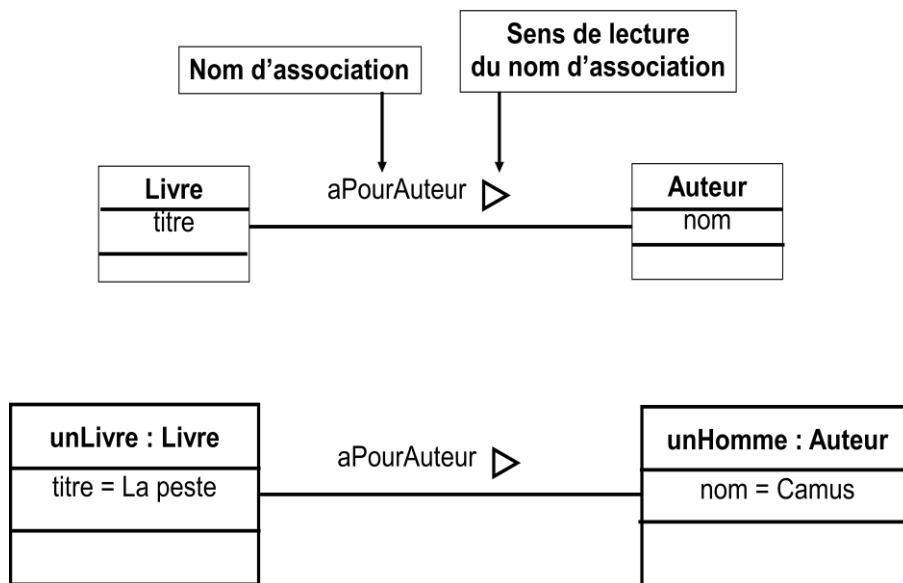 Sens de lecture
du nom d'association
Nom d'association
Livre
titre
aPourAuteur
Auteur
nom
unLivre : Livre
titre = La peste
aPourAuteur
unHomme : Auteur
nom = Camus